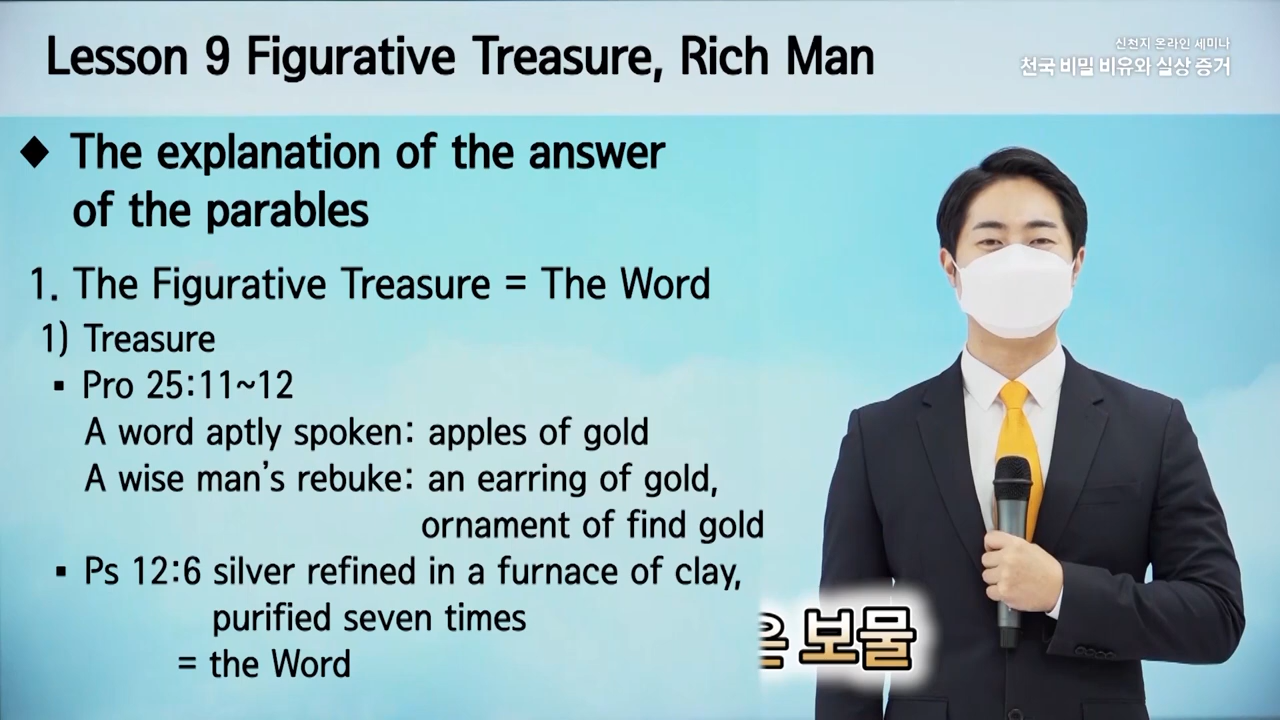 Lesson 9 Figurative Treasure, Rich Man
신천지 온라인 세미나
천국 비밀 비유와 실상 증거
◆ The explanation of the answer
of the parables
1. The Figurative Treasure = The Word
1) Treasure
▪ Pro 25:11~12
A word aptly spoken: apples of gold
A wise man's rebuke: an earring of gold,
ornament of find gold
▪ Ps 12:6 silver refined in a furnace of clay,
purified seven times
= the Word
은 보물